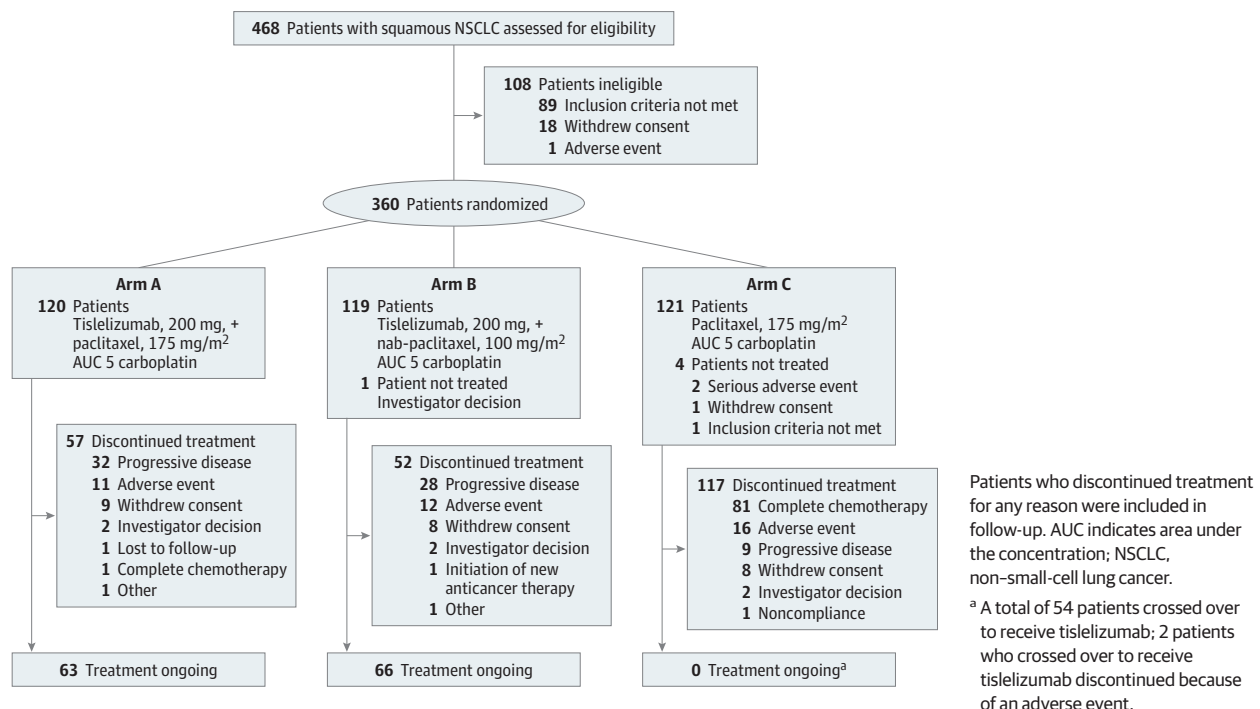 468 Patients with squamous NSCLC assessed for eligibility
108 Patients ineligible
89 Inclusion criteria not met
18 Withdrew consent
1 Adverse event
360 Patients randomized
Arm A
120 Patients
Tislelizumab, 200 mg, +
paclitaxel, 175 mg/m²
AUC 5 carboplatin
Arm B
119 Patients
Tislelizumab, 200 mg, +
nab-paclitaxel, 100 mg/m²
AUC 5 carboplatin
1 Patient not treated
Investigator decision
Arm C
121 Patients
Paclitaxel, 175 mg/m²
AUC 5 carboplatin
4 Patients not treated
2 Serious adverse event
1 Withdrew consent
1 Inclusion criteria not met
57 Discontinued treatment
32 Progressive disease
11 Adverse event
9 Withdrew consent
2 Investigator decision
1 Lost to follow-up
1 Complete chemotherapy
1 Other
52 Discontinued treatment
28 Progressive disease
12 Adverse event
8 Withdrew consent
2 Investigator decision
1 Initiation of new
anticancer therapy
1 Other
117 Discontinued treatment
81 Complete chemotherapy
16 Adverse event
9 Progressive disease
8 Withdrew consent
2 Investigator decision
1 Noncompliance
63 Treatment ongoing
66 Treatment ongoing
0 Treatment ongoingᵃ
Patients who discontinued treatment
for any reason were included in
follow-up. AUC indicates area under
the concentration; NSCLC,
non–small-cell lung cancer.
ᵃ A total of 54 patients crossed over
to receive tislelizumab; 2 patients
who crossed over to receive
tislelizumab discontinued because
of an adverse event.